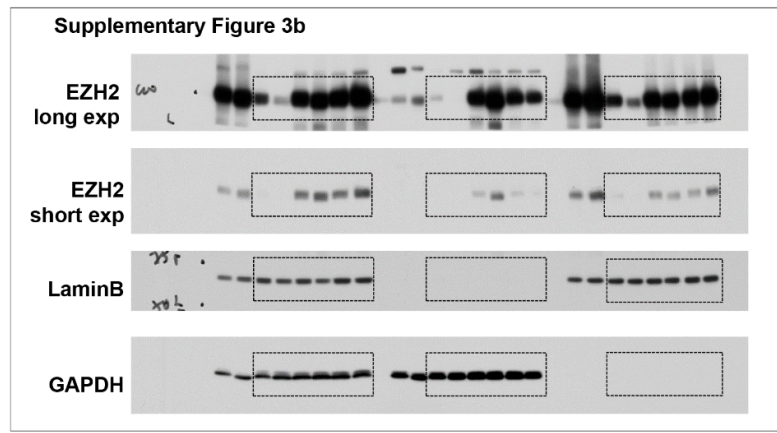 Supplementary Figure 3b
EZH2
long exp
EZH2
short exp
LaminB
GAPDH